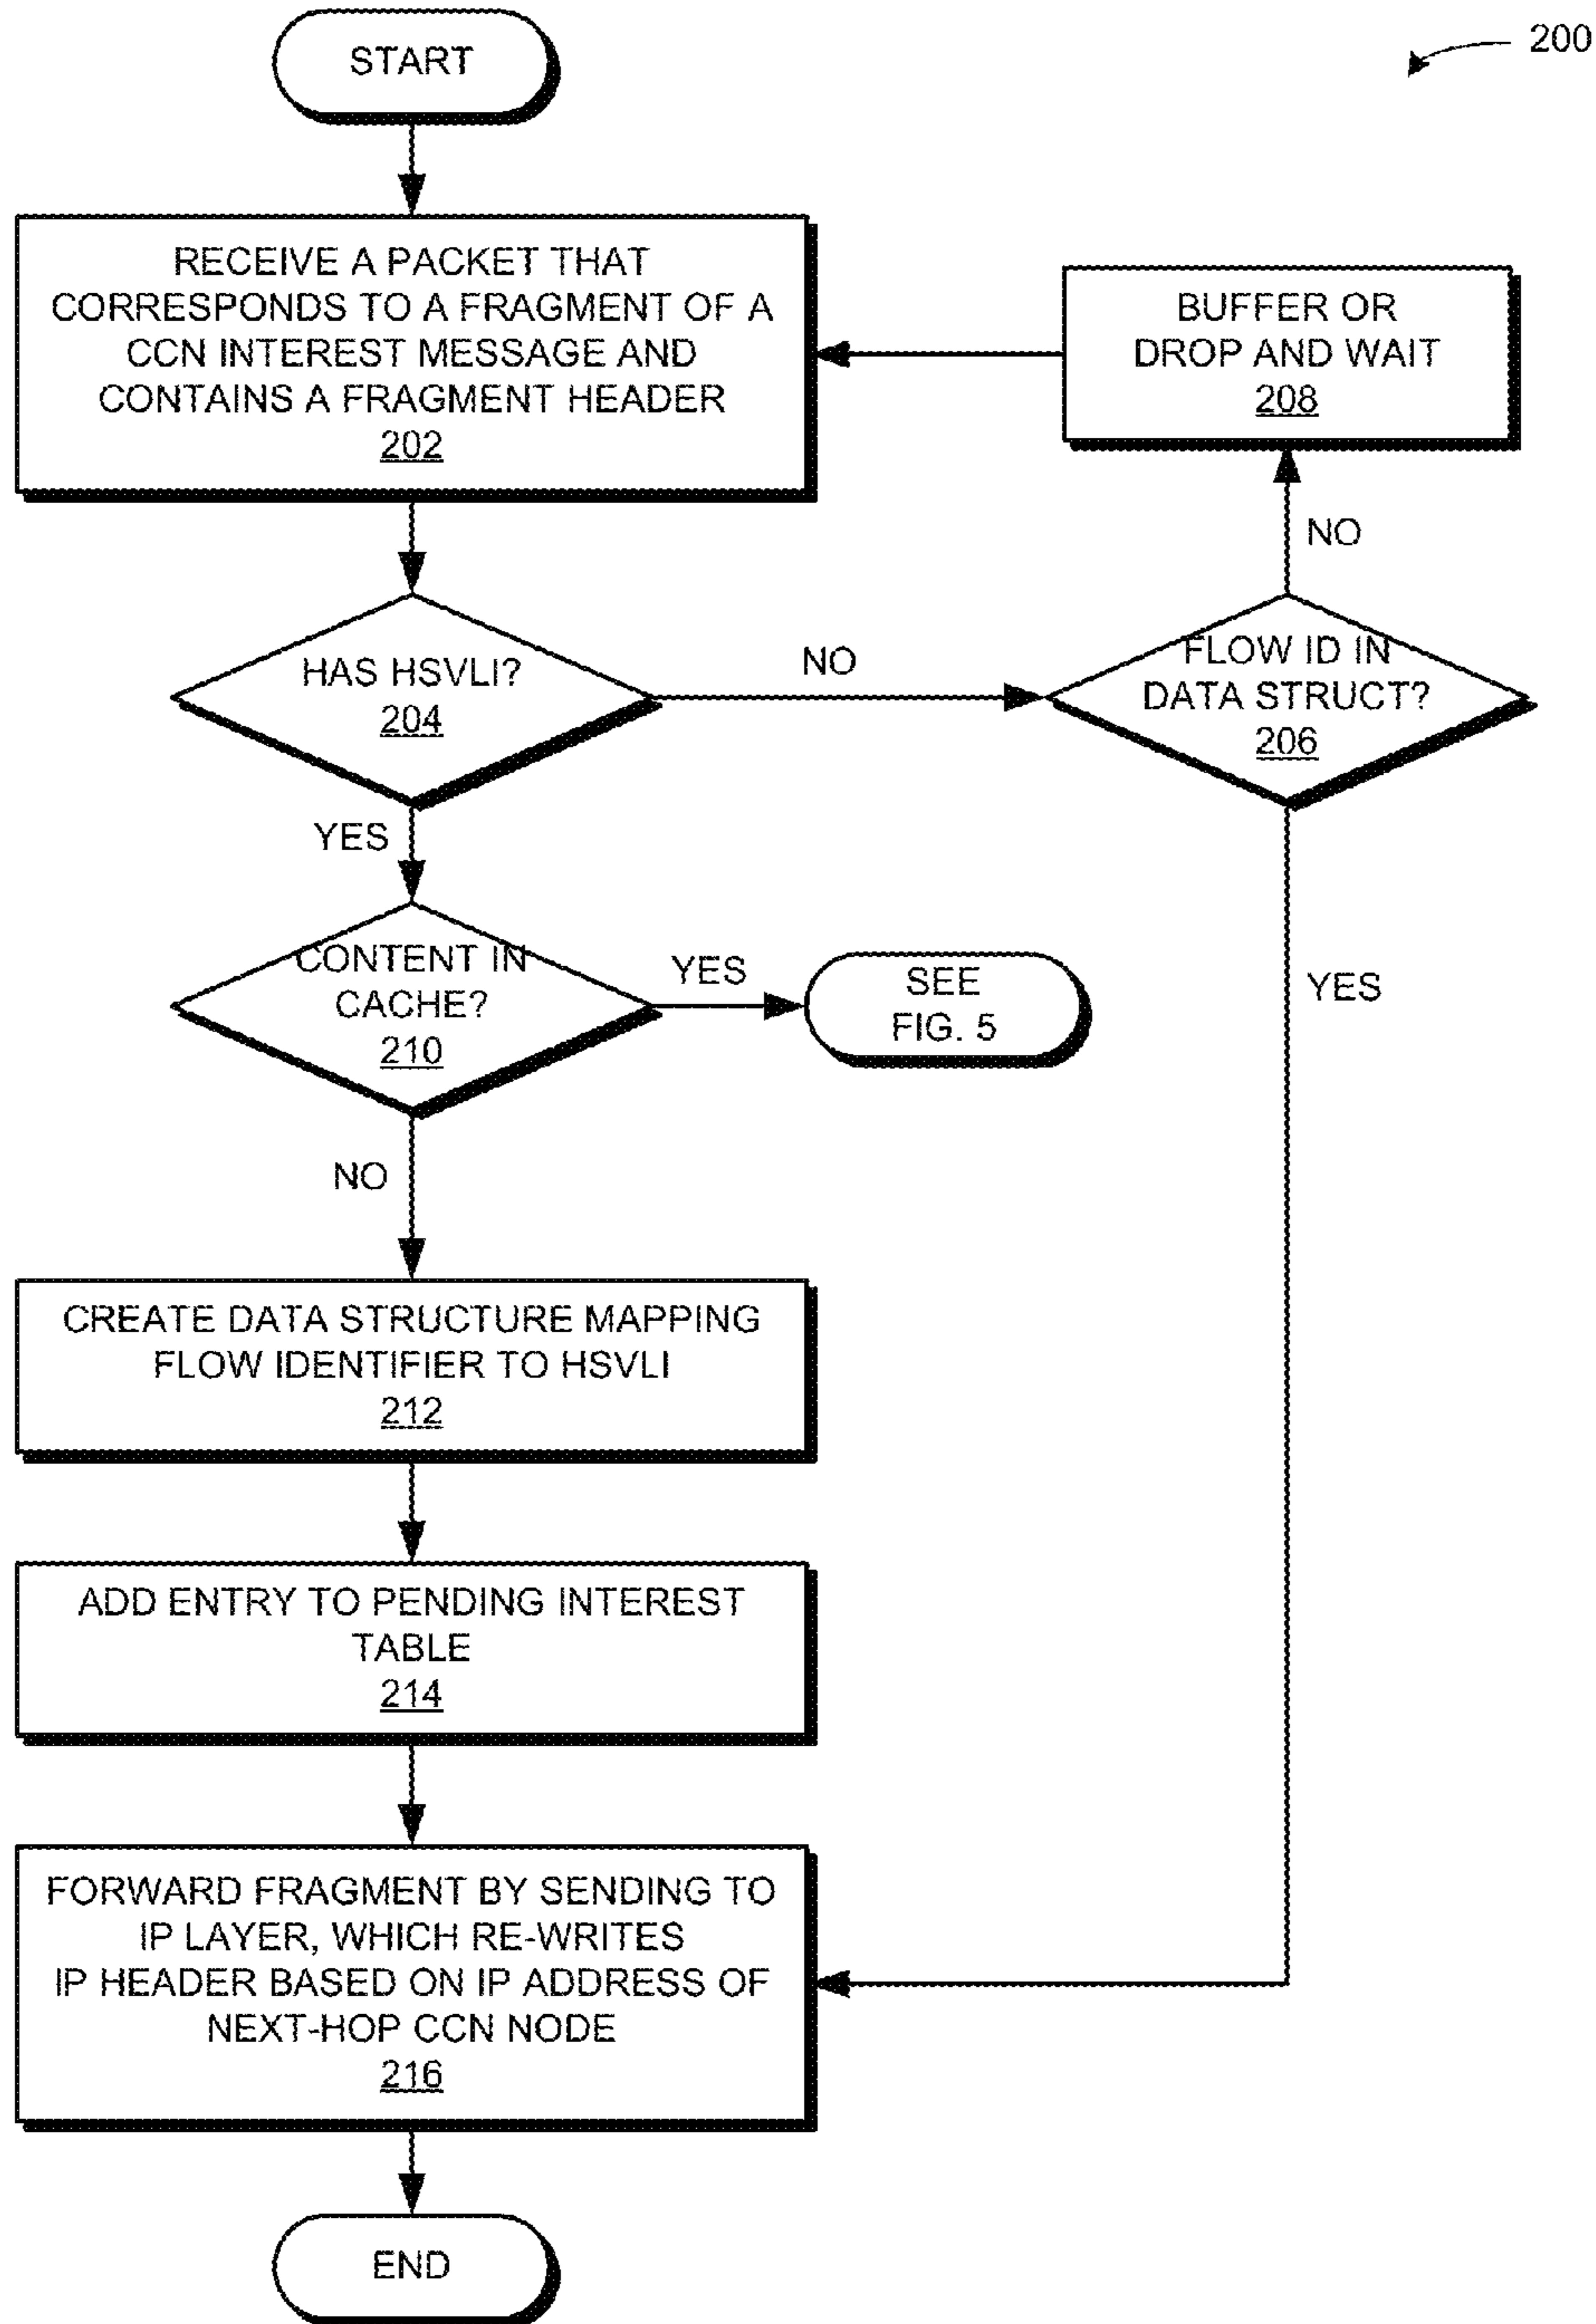 200
START
RECEIVE A PACKET THAT
CORRESPONDS TO A FRAGMENT OF A
CCN INTEREST MESSAGE AND
CONTAINS A FRAGMENT HEADER
202
BUFFER OR
DROP AND WAIT
208
NO
HAS HSVLI?
204
NO
FLOW ID IN
DATA STRUCT?
206
YES
YES
CONTENT IN
CACHE?
210
YES
SEE
FIG. 5
NO
CREATE DATA STRUCTURE MAPPING
FLOW IDENTIFIER TO HSVLI
212
ADD ENTRY TO PENDING INTEREST
TABLE
214
FORWARD FRAGMENT BY SENDING TO
IP LAYER, WHICH RE-WRITES
IP HEADER BASED ON IP ADDRESS OF
NEXT-HOP CCN NODE
216
END